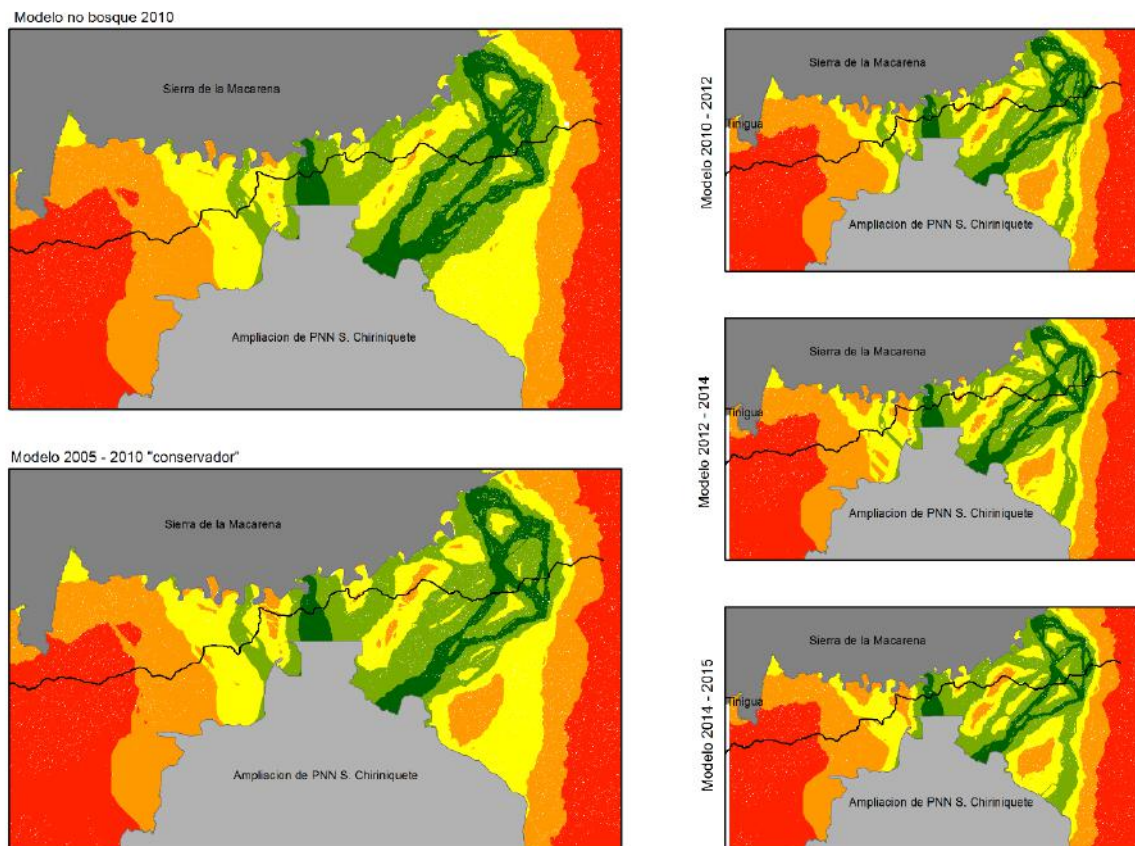 Modelo no bosque 2010
Sierra de la Macarena
Ampliacion de PNN S. Chiriniquete
Modelo 2005 - 2010 "conservador"
Sierra de la Macarena
Ampliacion de PNN S. Chiriniquete
Modelo 2010 - 2012
Sierra de la Macarena
Tinigua
Ampliacion de PNN S. Chiriniquete
Modelo 2012 - 2014
Sierra de la Macarena
Tinigua
Ampliacion de PNN S. Chiriniquete
Modelo 2014 - 2015
Sierra de la Macarena
Tinigua
Ampliacion de PNN S. Chiriniquete